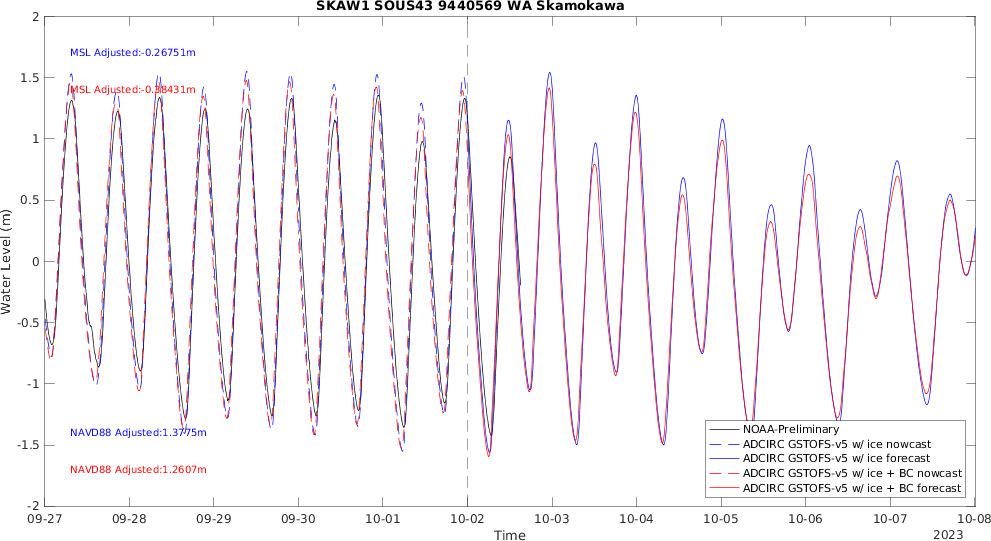 SKAW1 SOUS43 9440569 WA Skamokawa
2
1.5
1
0.5
0
-0.5
-1
-1.5
-2
Water Level (m)
MSL Adjusted:-0.26751m
MSL Adjusted:-0.38431m
NAVD88 Adjusted:1.3775m
NAVD88 Adjusted:1.2607m
NOAA-Preliminary
ADCIRC GSTOFS-v5 w/ ice nowcast
ADCIRC GSTOFS-v5 w/ ice forecast
ADCIRC GSTOFS-v5 w/ ice + BC nowcast
ADCIRC GSTOFS-v5 w/ ice + BC forecast
09-27 09-28 09-29 09-30 10-01 10-02 10-03 10-04 10-05 10-06 10-07 10-08
Time
2023